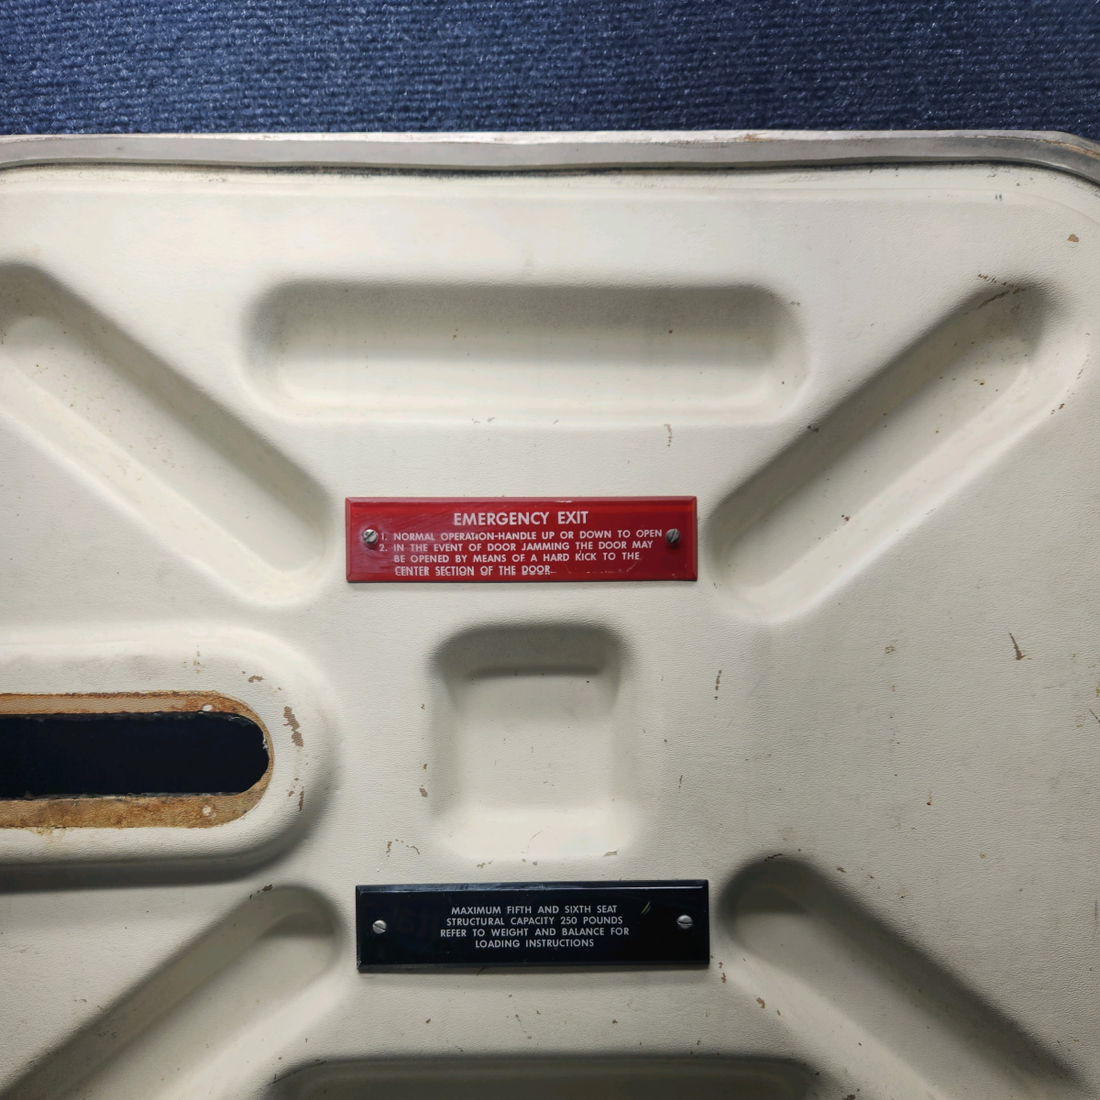 EMERGENCY EXIT
1. NORMAL OPERATION-HANDLE UP OR DOWN TO OPEN
2. IN THE EVENT OF DOOR JAMMING THE DOOR MAY
BE OPENED BY MEANS OF A HARD KICK TO THE
CENTER SECTION OF THE DOOR
MAXIMUM FIFTH AND SIXTH SEAT
STRUCTURAL CAPACITY 250 POUNDS
REFER TO WEIGHT AND BALANCE FOR
LOADING INSTRUCTIONS